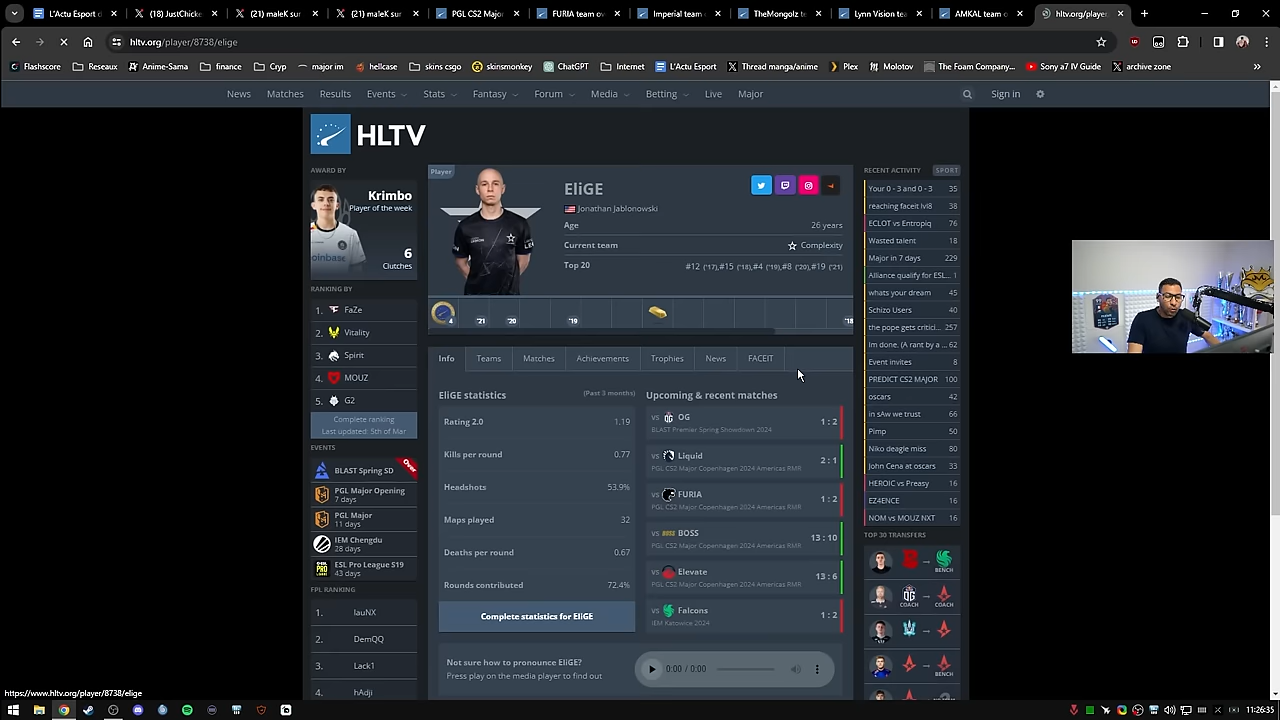 L'Actu Esport d
(18) JustChicke
(21) maleK sur
(21) maleK sur
PGL CS2 Major
FURIA team ov
Imperial team
TheMongolz t
Lynn Vision tea
AMKAL team o
hltv.org/player
hltv.org/player/8738/elige
Flashscore
Reseaux
Anime-Sama
finance
Cryp
major im
hellcase
skins csgo
skinsmonkey
ChatGPT
Internet
L'Actu Esport
Thread manga/anime
Plex
Molotov
The Foam Company...
Sony a7 IV Guide
archive zone
News
Matches
Results
Events
Stats
Fantasy
Forum
Media
Betting
Live
Major
Sign in
HLTV
AWARD BY
Krimbo
Player of the week
6
Clutches
RANKING BY
1. FaZe
2. Vitality
3. Spirit
4. MOUZ
5. G2
Complete ranking
Last updated: 5th of Mar
EVENTS
BLAST Spring SD
Over
PGL Major Opening
7 days
PGL Major
11 days
IEM Chengdu
28 days
ESL Pro League S19
43 days
FPL RANKING
1. lauNX
2. DemQQ
3. Lack1
4. hAdji
Player
EliGE
Jonathan Jablonowski
Age
26 years
Current team
Complexity
Top 20
#12 ('17),#15 ('18),#4 ('19),#8 ('20),#19 ('21)
4
'21
'20
'19
'18
Info
Teams
Matches
Achievements
Trophies
News
FACEIT
EliGE statistics
(Past 3 months)
Rating 2.0 1.19
Kills per round 0.77
Headshots 53.9%
Maps played 32
Deaths per round 0.67
Rounds contributed 72.4%
Complete statistics for EliGE
Upcoming & recent matches
vs OG 1 : 2
BLAST Premier Spring Showdown 2024
vs Liquid 2 : 1
PGL CS2 Major Copenhagen 2024 Americas RMR
vs FURIA 1 : 2
PGL CS2 Major Copenhagen 2024 Americas RMR
vs BOSS 13 : 10
PGL CS2 Major Copenhagen 2024 Americas RMR
vs Elevate 13 : 6
PGL CS2 Major Copenhagen 2024 Americas RMR
vs Falcons 1 : 2
IEM Katowice 2024
Not sure how to pronounce EliGE?
Press play on the media player to find out
0:00 / 0:00
RECENT ACTIVITY
SPORT
Your 0 - 3 and 0 - 3 35
reaching faceit lvl8 38
ECLOT vs Entropiq 76
Wasted talent 18
Major in 7 days 229
Alliance qualify for ESL... 1
whats your dream 45
Schizo Users 40
the pope gets critici... 257
Im done. (A rant by a ... 62
Event invites 8
PREDICT CS2 MAJOR 100
oscars 42
in sAw we trust 66
Pimp 50
Niko deagle miss 80
John Cena at oscars 33
HEROIC vs Preasy 16
EZ4ENCE 16
NOM vs MOUZ NXT 16
TOP 30 TRANSFERS
BENCH
COACH
COACH
BENCH
https://www.hltv.org/player/8738/elige
11:26:35